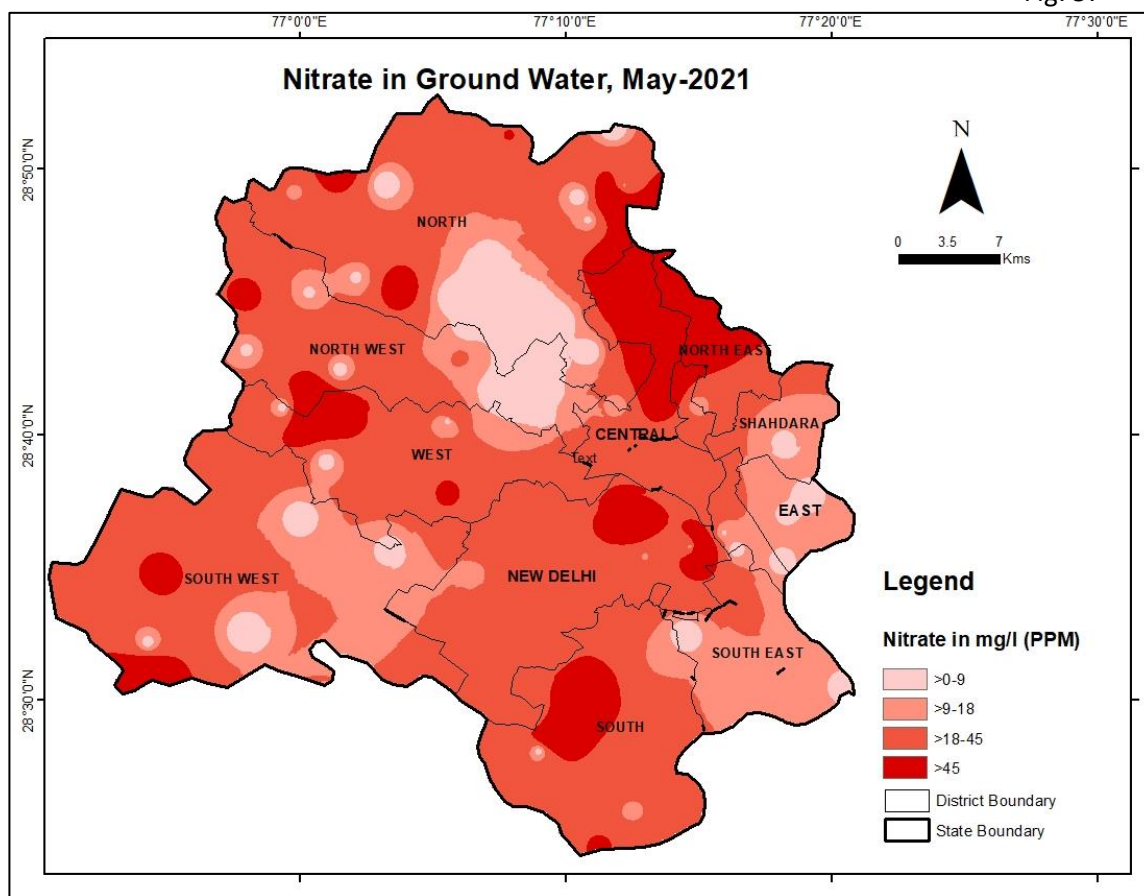 77°0'0"E 77°10'0"E 77°20'0"E 77°30'0"E
Nitrate in Ground Water, May-2021
N
0 3.5 7
Kms
28°50'0"N
28°40'0"N
28°30'0"N
NORTH
NORTH WEST
NORTH EAST
SHAHDARA
CENTRAL
WEST
text
EAST
SOUTH WEST
NEW DELHI
SOUTH EAST
SOUTH
Legend
Nitrate in mg/l (PPM)
>0-9
>9-18
>18-45
>45
District Boundary
State Boundary